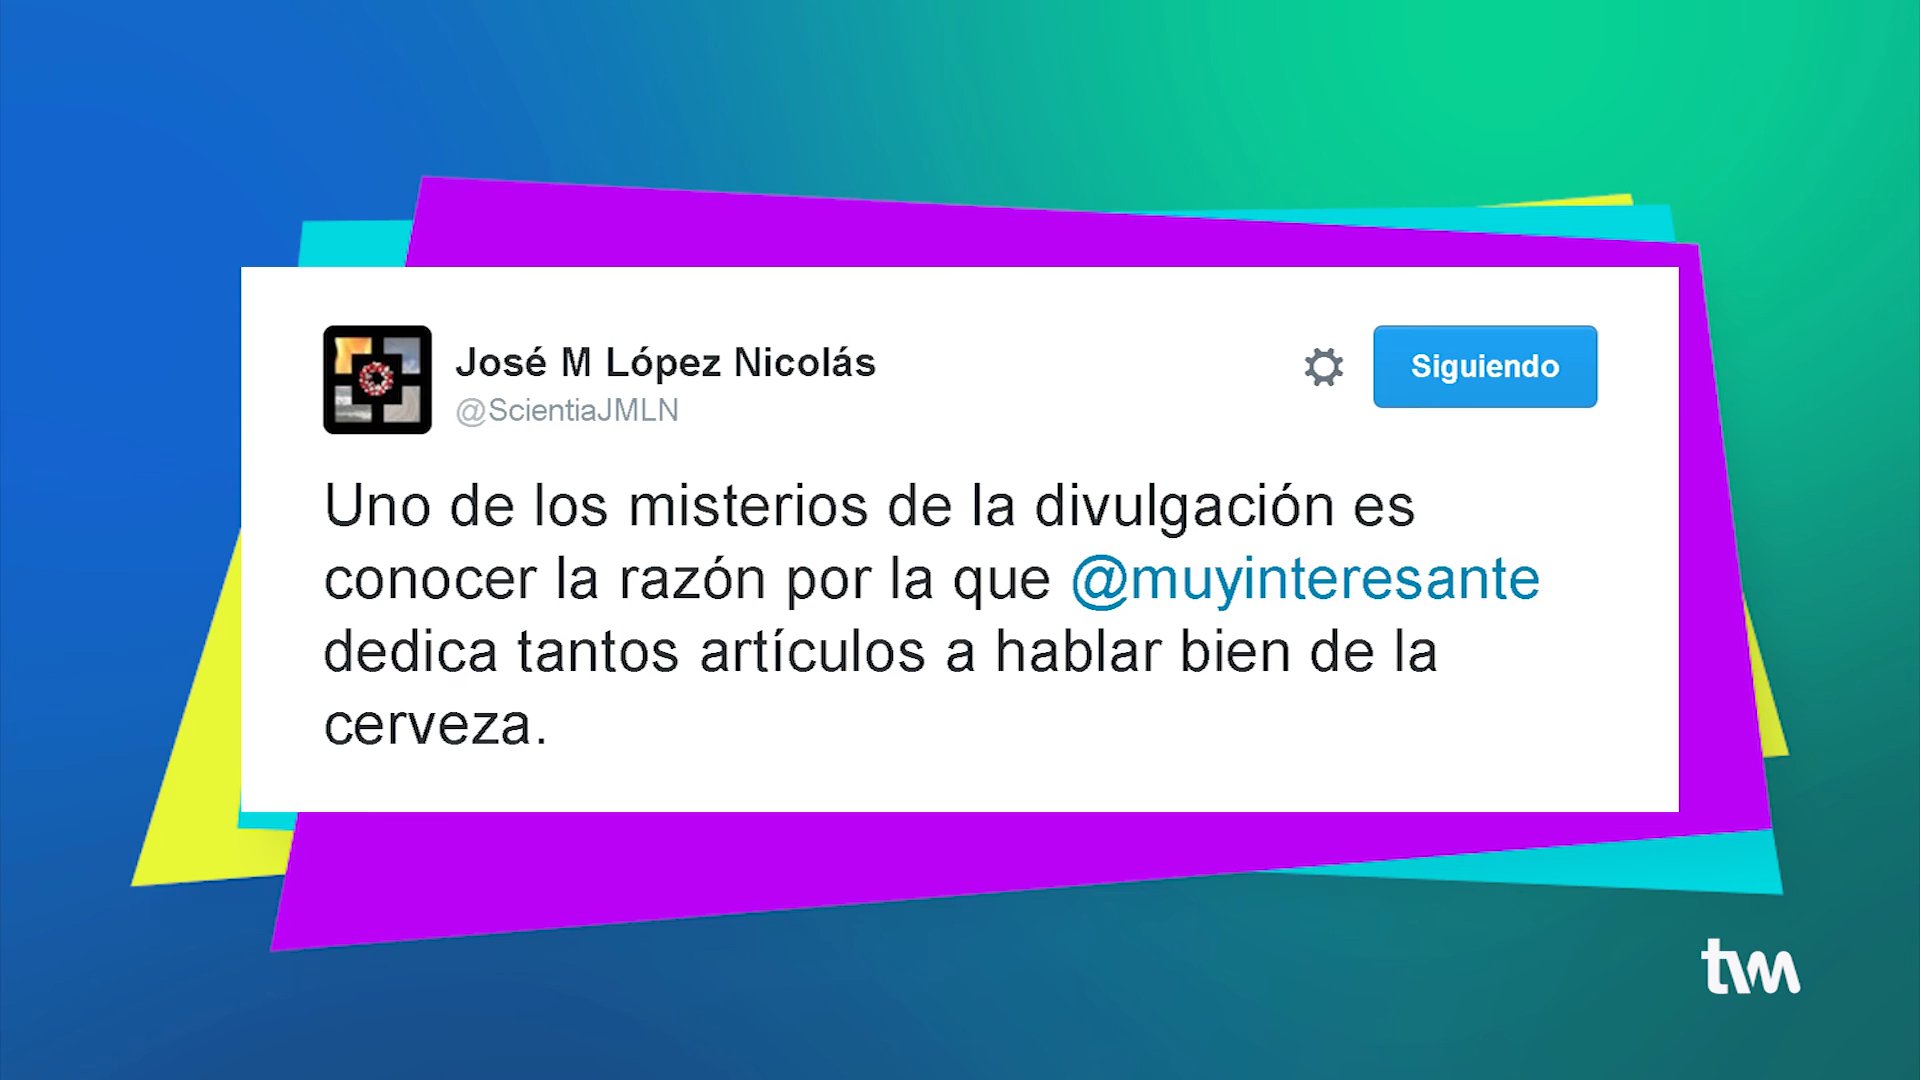 José M López Nicolás
@ScientiaJMLN
Siguiendo
Uno de los misterios de la divulgación es
conocer la razón por la que @muyinteresante
dedica tantos artículos a hablar bien de la
cerveza.
tvm